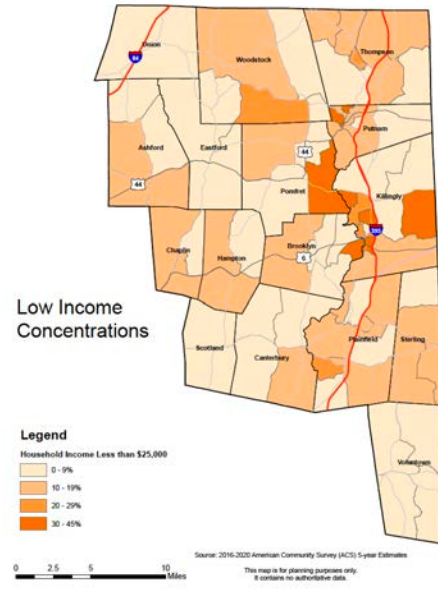 84
Union
Woodstock
Thompson
44
Putnam
Ashford
Eastford
44
Pomfret
Killingly
395
Chaplin
Hampton
Brooklyn
6
Low Income
Concentrations
Scotland
Canterbury
Plainfield
Sterling
Voluntown
Legend
Household Income Less than $25,000
0 - 9%
10 - 19%
20 - 29%
30 - 45%
Source: 2016-2020 American Community Survey (ACS) 5-year Estimates
This map is for planning purposes only.
It contains no authoritative data.
0 2.5 5 10
Miles